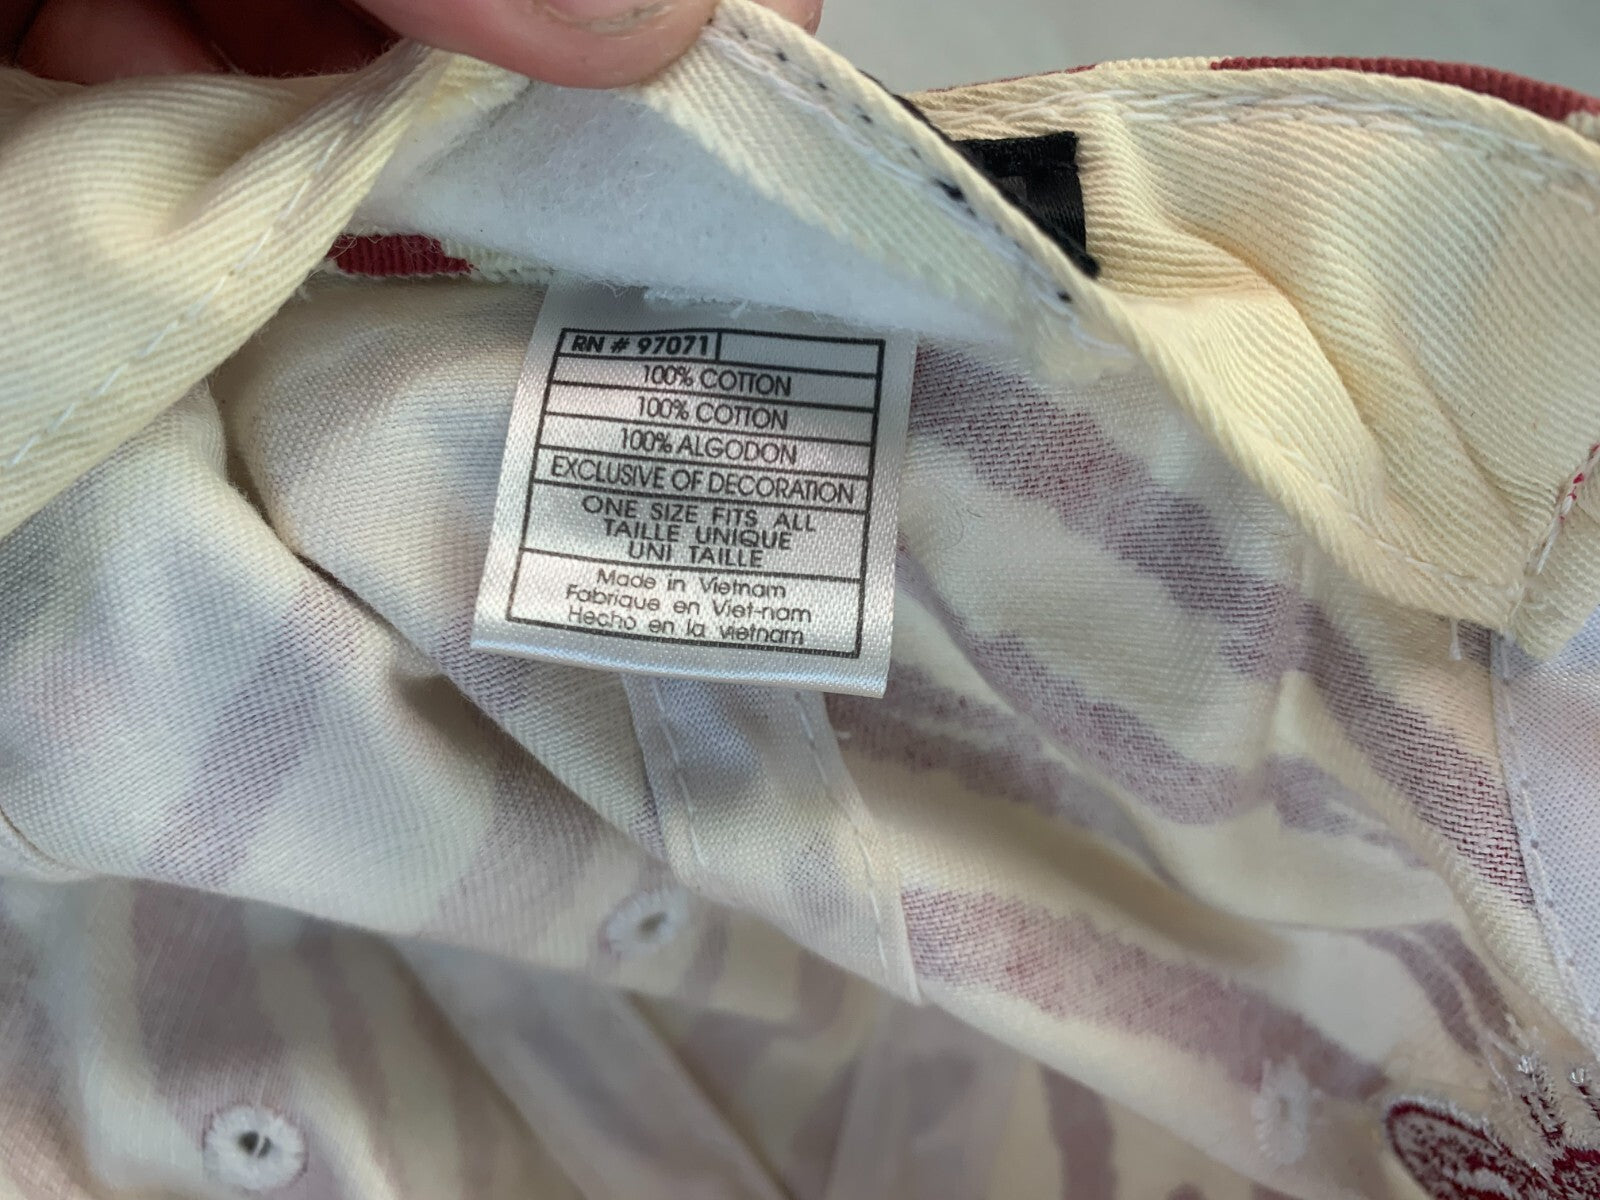 RN # 97071
100% COTTON
100% COTTON
100% ALGODON
EXCLUSIVE OF DECORATION
ONE SIZE FITS ALL
TAILLE UNIQUE
UNI TAILLE
Made in Vietnam
Fabrique en Viet-nam
Hecho en la Vietnam